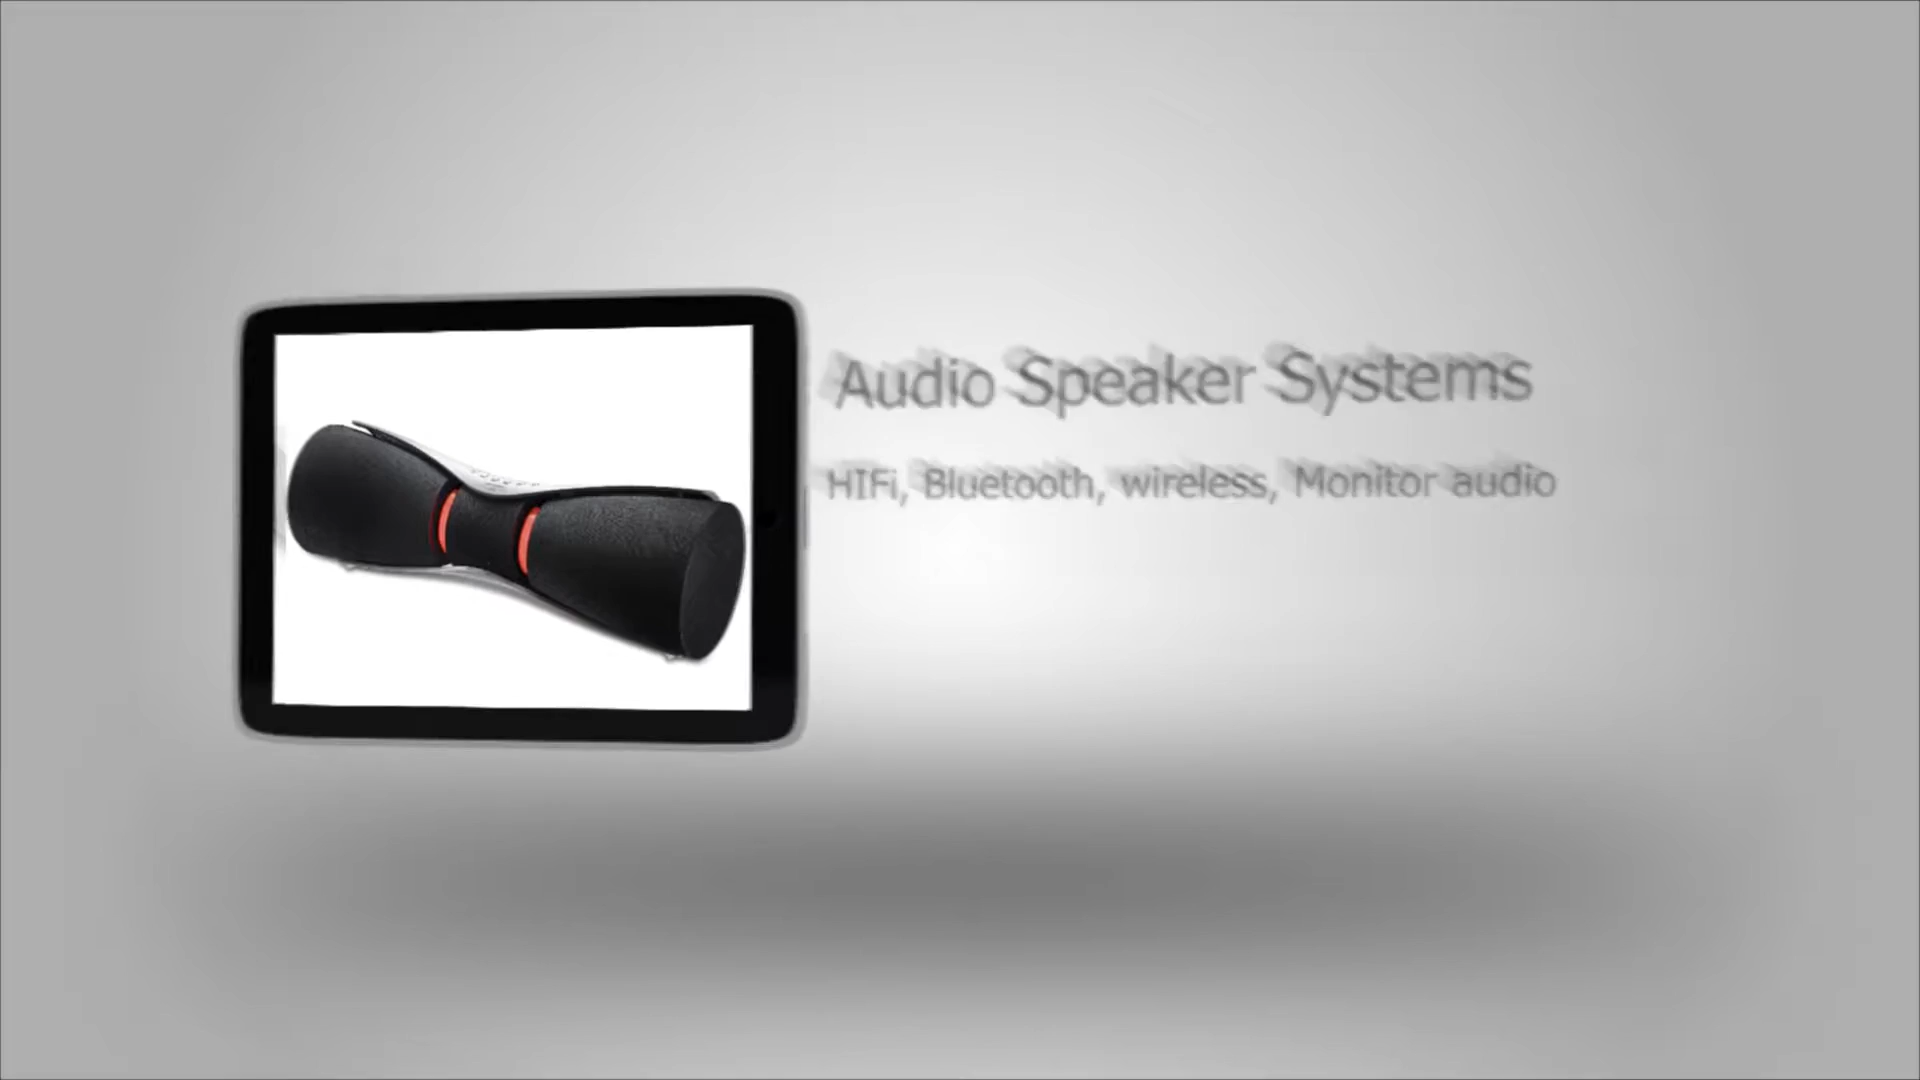 Audio Speaker Systems
HIFi, Bluetooth, wireless, Monitor audio